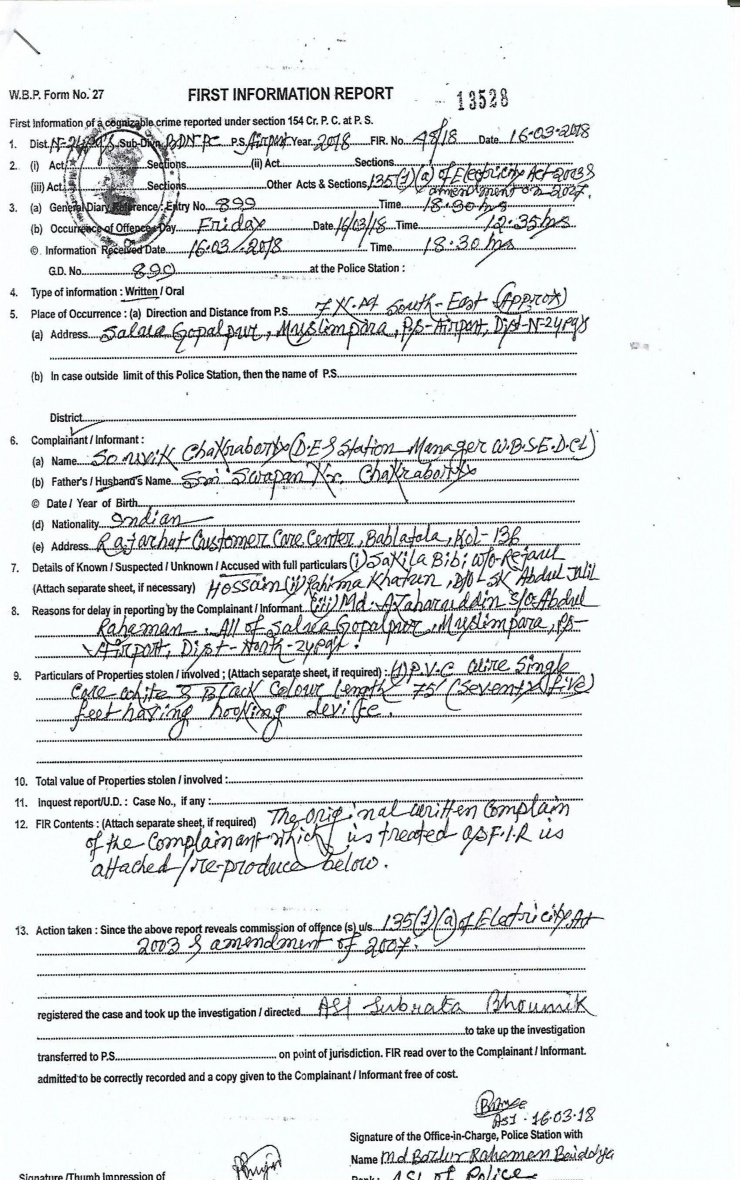 W.B.P. Form No. 27 FIRST INFORMATION REPORT 13528
First Information of a cognizable crime reported under section 154 Cr. P. C. at P. S.
1. Dist. Sub-Divn. P.S. Airport Year 2018 FIR. No. 48/18 Date 16-03-2018
2. (i) Act Sections (ii) Act Sections
(iii) Act Sections Other Acts & Sections 135(1)(a) of Electricity Act 2003 &
amendment on 2007.
3. (a) General Diary Reference: Entry No. 899 Time 18:30 hrs
(b) Occurrence of Offence: Day Friday Date 16/03/18 Time 12:35 hrs
© Information Received Date 16.03/2018 Time 18:30 hrs
G.D. No. 890 at the Police Station :
4. Type of information : Written / Oral
5. Place of Occurrence : (a) Direction and Distance from P.S. 7 K.M South-East (Approx)
(a) Address Salua Gopalpur, Muslimpara, P.S-Airport, Dist-N-24Pgs
(b) In case outside limit of this Police Station, then the name of P.S.
District
6. Complainant / Informant :
(a) Name Souvik Chakraborty (D.E & Station Manager W.B.S.E.D.CL)
(b) Father's / Husband's Name Sri Swapan Kr. Chakraborty
© Date / Year of Birth
(d) Nationality Indian
(e) Address Rajarhat Customer Care Center, Bablatala, Kol-136
7. Details of Known / Suspected / Unknown / Accused with full particulars (i) Sakila Bibi W/o-Rejaul
(Attach separate sheet, if necessary) Hossain (ii) Rahima Khatun, D/o L-SK Abdul Jalil
8. Reasons for delay in reporting by the Complainant / Informant (iii) Md. Azaharuddin S/o Abdul
Rahaman. All of Salua Gopalpur, Muslimpara, P.S-
Airport, Dist-North-24Pgs.
9. Particulars of Properties stolen / involved ; (Attach separate sheet, if required) : (1) P.V.C wire Single
Core white & Black Colour length 75 (Seventy five)
feet having hooking device.
10. Total value of Properties stolen / involved :
11. Inquest report/U.D. : Case No., if any :
12. FIR Contents : (Attach separate sheet, if required) The original written Complain
of the Complainant which is treated as F.I.R is
attached / re-produce below.
13. Action taken : Since the above report reveals commission of offence (s) u/s 135(1)(a) of Eletricity Act
2003 & amendment of 2007.
registered the case and took up the investigation / directed ASI Subrata Bhoumik
to take up the investigation
transferred to P.S. on point of jurisdiction. FIR read over to the Complainant / Informant.
admitted to be correctly recorded and a copy given to the Complainant / Informant free of cost.
ASI - 16.03.18
Signature of the Office-in-Charge, Police Station with
Name Md Bozlur Rahaman Baiddya
Signature /Thumb Impression of
Rank : ASI of Police